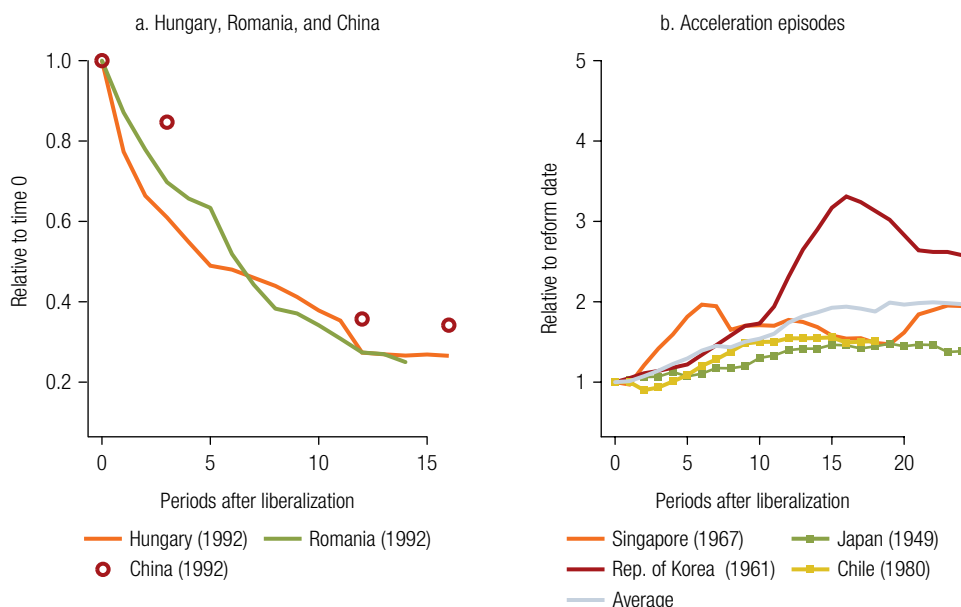 a. Hungary, Romania, and China
1.0
0.8
0.6
0.4
0.2
Relative to time 0
0
5
10
15
Periods after liberalization
Hungary (1992)
Romania (1992)
China (1992)
b. Acceleration episodes
5
4
3
2
1
Relative to reform date
0
5
10
15
20
Periods after liberalization
Singapore (1967)
Japan (1949)
Rep. of Korea (1961)
Chile (1980)
Average